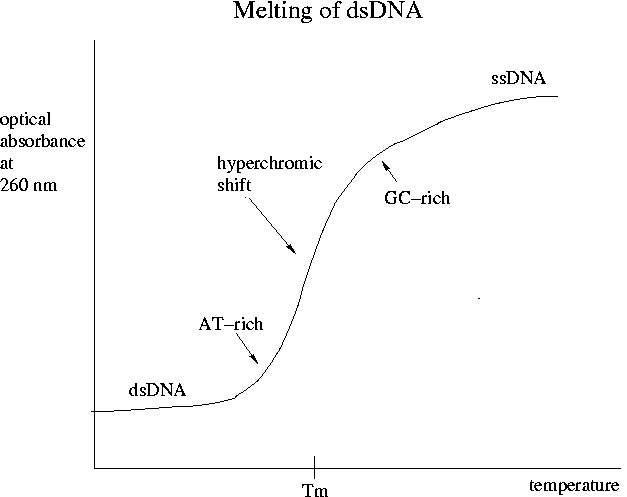 Melting of dsDNA
optical
absorbance
at
260 nm
ssDNA
hyperchromic
shift
GC–rich
AT–rich
dsDNA
Tm
temperature